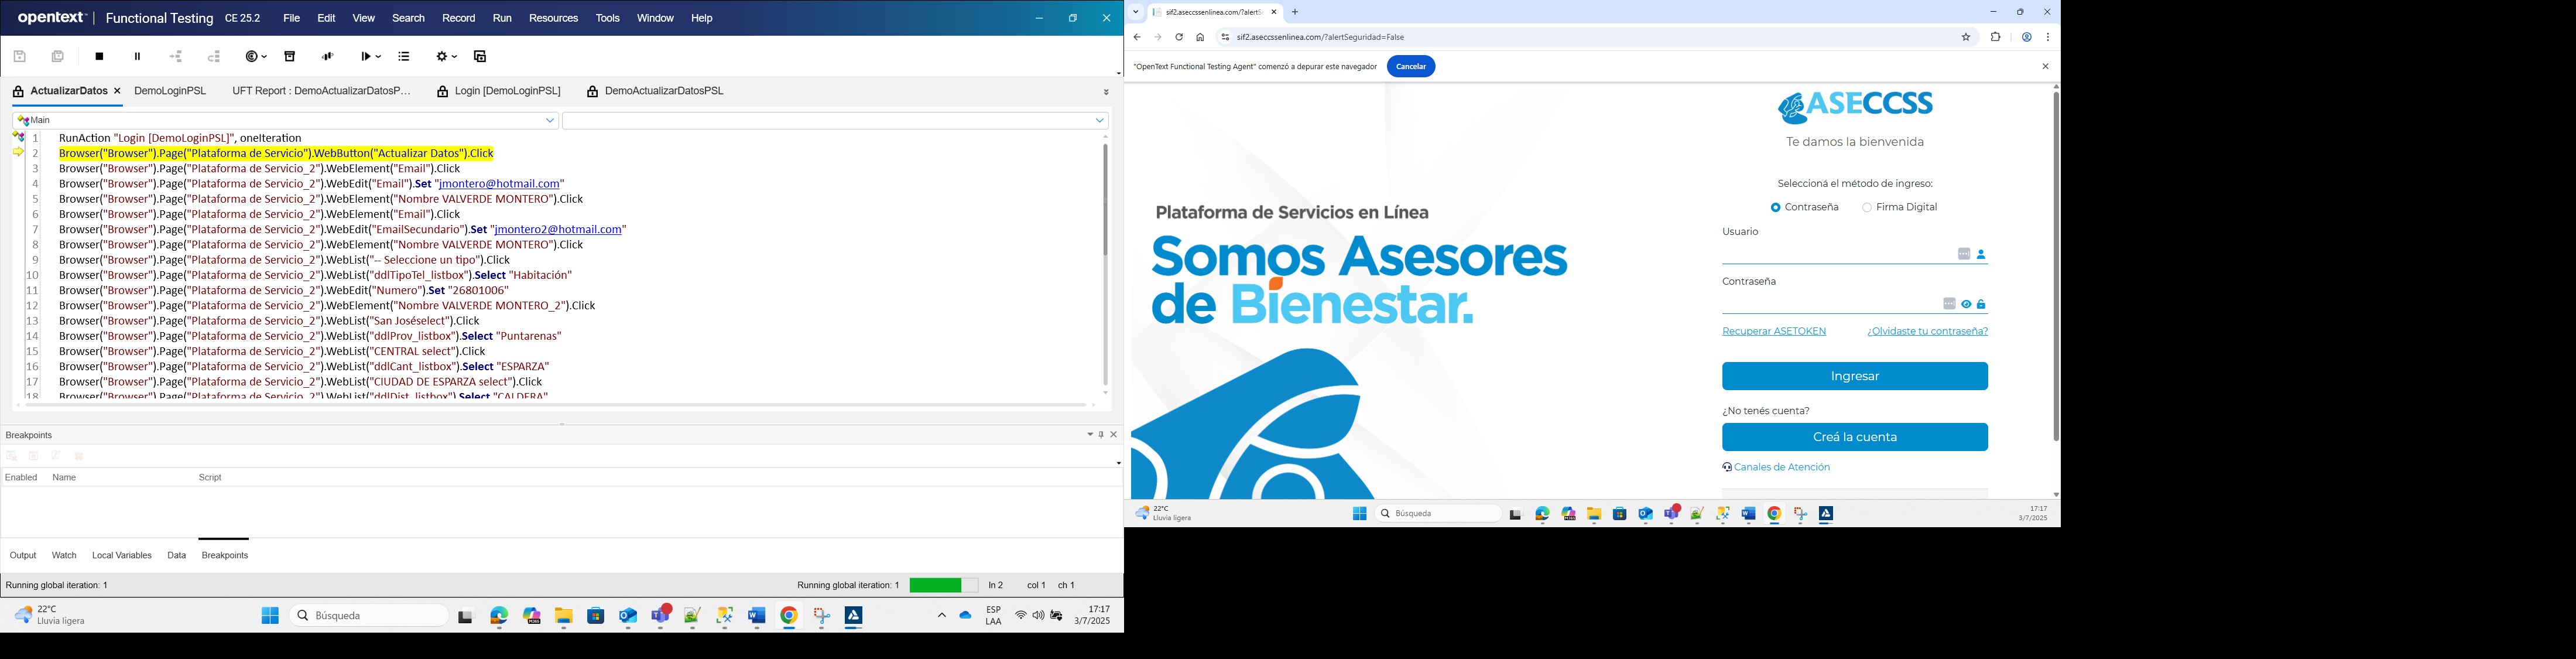 opentext | Functional Testing CE 25.2 File Edit View Search Record Run Resources Tools Window Help
ActualizarDatos DemoLoginPSL UFT Report : DemoActualizarDatosP... Login [DemoLoginPSL] DemoActualizarDatosPSL
Main
1 RunAction "Login [DemoLoginPSL]", oneIteration
2 Browser("Browser").Page("Plataforma de Servicio").WebButton("Actualizar Datos").Click
3 Browser("Browser").Page("Plataforma de Servicio_2").WebElement("Email").Click
4 Browser("Browser").Page("Plataforma de Servicio_2").WebEdit("Email").Set "jmontero@hotmail.com"
5 Browser("Browser").Page("Plataforma de Servicio_2").WebElement("Nombre VALVERDE MONTERO").Click
6 Browser("Browser").Page("Plataforma de Servicio_2").WebElement("Email").Click
7 Browser("Browser").Page("Plataforma de Servicio_2").WebEdit("EmailSecundario").Set "jmontero2@hotmail.com"
8 Browser("Browser").Page("Plataforma de Servicio_2").WebElement("Nombre VALVERDE MONTERO").Click
9 Browser("Browser").Page("Plataforma de Servicio_2").WebList("-- Seleccione un tipo").Click
10 Browser("Browser").Page("Plataforma de Servicio_2").WebList("ddlTipoTel_listbox").Select "Habitación"
11 Browser("Browser").Page("Plataforma de Servicio_2").WebEdit("Numero").Set "26801006"
12 Browser("Browser").Page("Plataforma de Servicio_2").WebElement("Nombre VALVERDE MONTERO_2").Click
13 Browser("Browser").Page("Plataforma de Servicio_2").WebList("San Joséselect").Click
14 Browser("Browser").Page("Plataforma de Servicio_2").WebList("ddlProv_listbox").Select "Puntarenas"
15 Browser("Browser").Page("Plataforma de Servicio_2").WebList("CENTRAL select").Click
16 Browser("Browser").Page("Plataforma de Servicio_2").WebList("ddlCant_listbox").Select "ESPARZA"
17 Browser("Browser").Page("Plataforma de Servicio_2").WebList("CIUDAD DE ESPARZA select").Click
18 Browser("Browser").Page("Plataforma de Servicio_2").WebList("ddlDist_listbox").Select "CALDERA"
Breakpoints
Enabled Name Script
Output Watch Local Variables Data Breakpoints
Running global iteration: 1 Running global iteration: 1 ln 2 col 1 ch 1
22°C
Lluvia ligera
Búsqueda
ESP
LAA
17:17
3/7/2025
sif2.aseccssenlinea.com/?alertS
sif2.aseccssenlinea.com/?alertSeguridad=False
"OpenText Functional Testing Agent" comenzó a depurar este navegador Cancelar
Plataforma de Servicios en Línea
Somos Asesores
de Bienestar.
ASECCSS
Te damos la bienvenida
Seleccioná el método de ingreso:
Contraseña Firma Digital
Usuario
Contraseña
Recuperar ASETOKEN ¿Olvidaste tu contraseña?
Ingresar
¿No tenés cuenta?
Creá la cuenta
Canales de Atención
22°C
Lluvia ligera
Búsqueda
17:17
3/7/2025